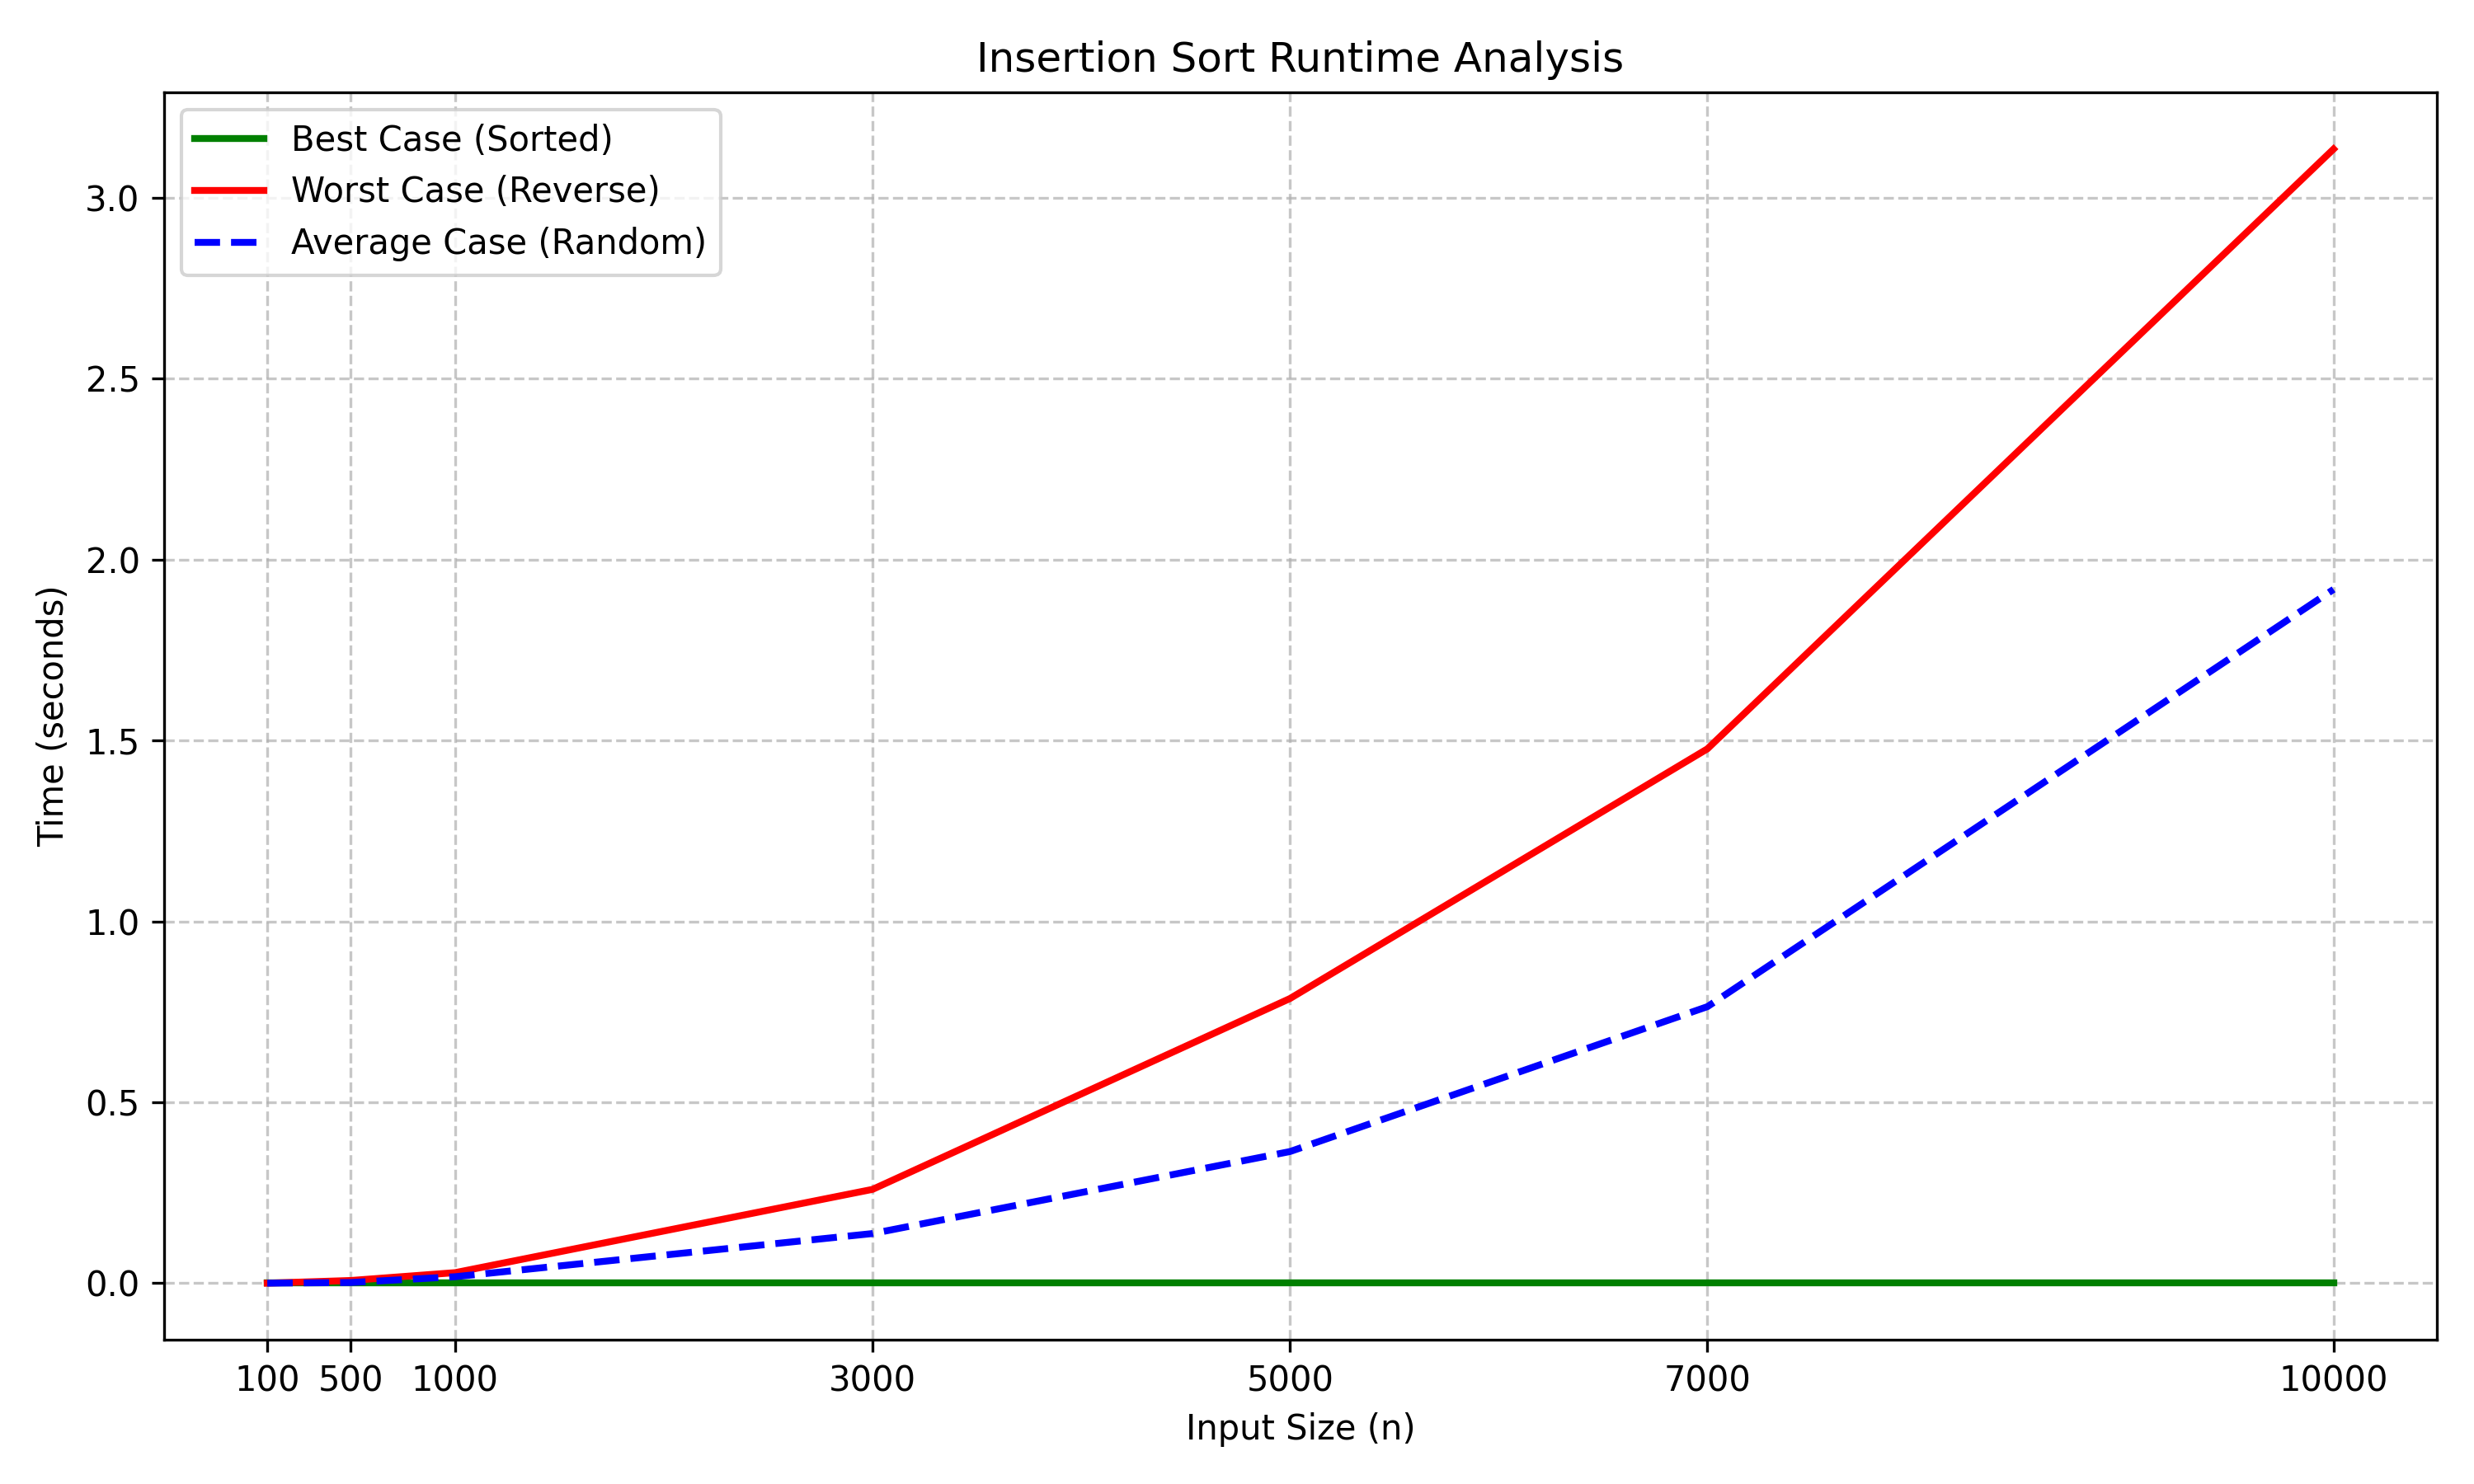 Insertion Sort Runtime Analysis
Best Case (Sorted)
Worst Case (Reverse)
Average Case (Random)
3.0
2.5
2.0
1.5
1.0
0.5
0.0
Time (seconds)
100 500 1000 3000 5000 7000 10000
Input Size (n)